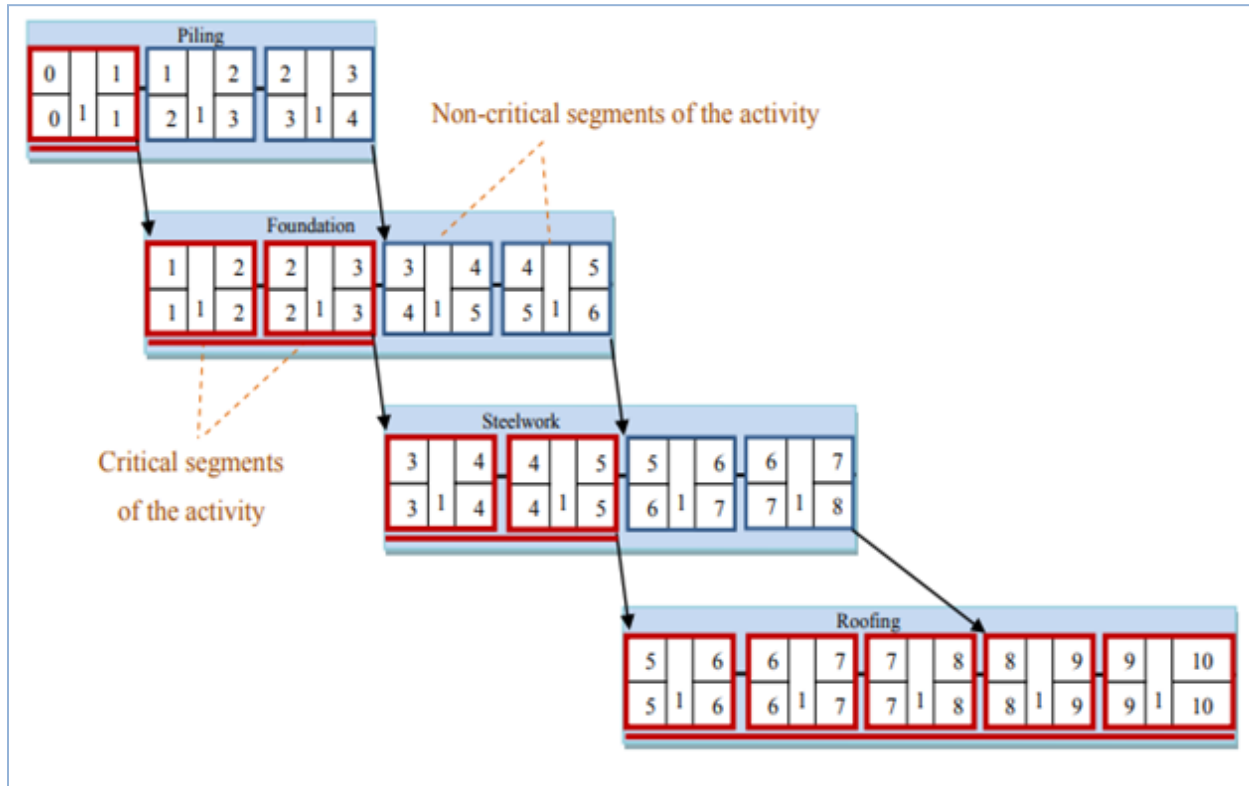 Piling
0 1 1 2 2 3
0 1 1 2 1 3 3 1 4
Non-critical segments of the activity
Foundation
1 2 2 3 3 4 4 5
1 1 2 2 1 3 4 1 5 5 1 6
Steelwork
3 4 4 5 5 6 6 7
3 1 4 4 1 5 6 1 7 7 1 8
Critical segments
of the activity
Roofing
5 6 6 7 7 8 8 9 9 10
5 1 6 6 1 7 7 1 8 8 1 9 9 1 10